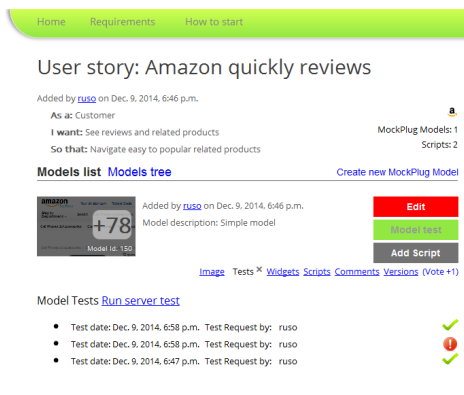 Home Requirements How to start
User story: Amazon quickly reviews
Added by ruso on Dec. 9, 2014, 6:46 p.m.
As a: Customer
I want: See reviews and related products
So that: Navigate easy to popular related products
a
MockPlug Models: 1
Scripts: 2
Models list Models tree
Create new MockPlug Model
amazon
+78
Model Id. 150
Added by ruso on Dec. 9, 2014, 6:46 p.m.
Model description: Simple model
Edit
Model test
Add Script
Image Tests × Widgets Scripts Comments Versions (Vote +1)
Model Tests Run server test
Test date: Dec. 9, 2014, 6:58 p.m. Test Request by: ruso
Test date: Dec. 9, 2014, 6:58 p.m. Test Request by: ruso
Test date: Dec. 9, 2014, 6:47 p.m. Test Request by: ruso